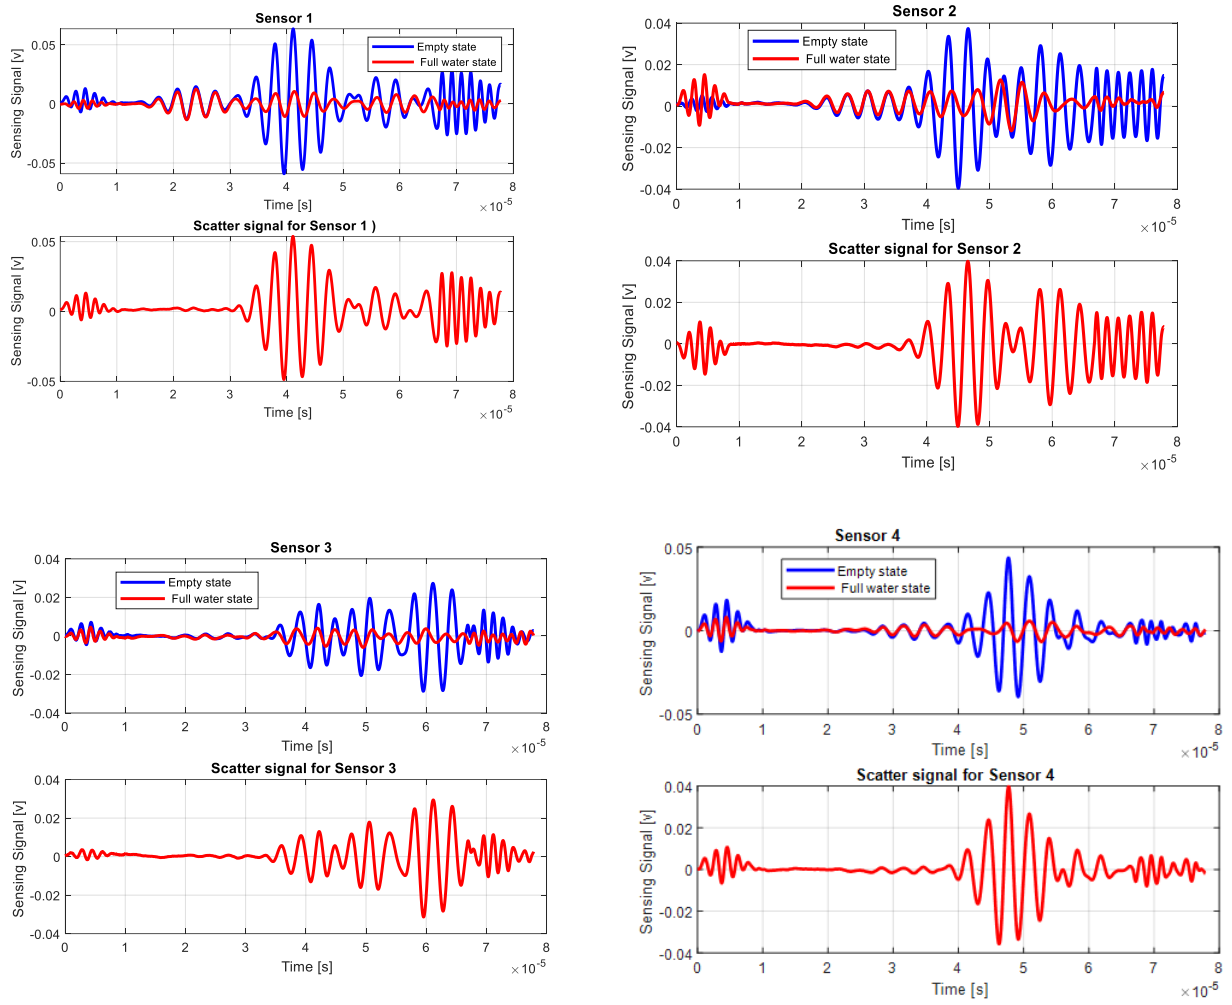 Sensor 1
Sensing Signal [v]
0.05
0
-0.05
Empty state
Full water state
0 1 2 3 4 5 6 7 8
Time [s]
×10-5
Scatter signal for Sensor 1 )
Sensing Signal [v]
0.05
0
-0.05
0 1 2 3 4 5 6 7 8
Time [s]
×10-5
Sensor 2
Sensing Signal [v]
0.04
0.02
0
-0.02
-0.04
Empty state
Full water state
0 1 2 3 4 5 6 7 8
Time [s]
×10-5
Scatter signal for Sensor 2
Sensing Signal [v]
0.04
0.02
0
-0.02
-0.04
0 1 2 3 4 5 6 7 8
Time [s]
×10-5
Sensor 3
Sensing Signal [v]
0.04
0.02
0
-0.02
-0.04
Empty state
Full water state
0 1 2 3 4 5 6 7 8
Time [s]
×10-5
Scatter signal for Sensor 3
Sensing Signal [v]
0.04
0.02
0
-0.02
-0.04
0 1 2 3 4 5 6 7 8
Time [s]
×10-5
Sensor 4
Sensing Signal [v]
0.05
0
-0.05
Empty state
Full water state
0 1 2 3 4 5 6 7 8
Time [s]
×10-5
Scatter signal for Sensor 4
Sensing Signal [v]
0.04
0.02
0
-0.02
-0.04
0 1 2 3 4 5 6 7 8
Time [s]
×10-5